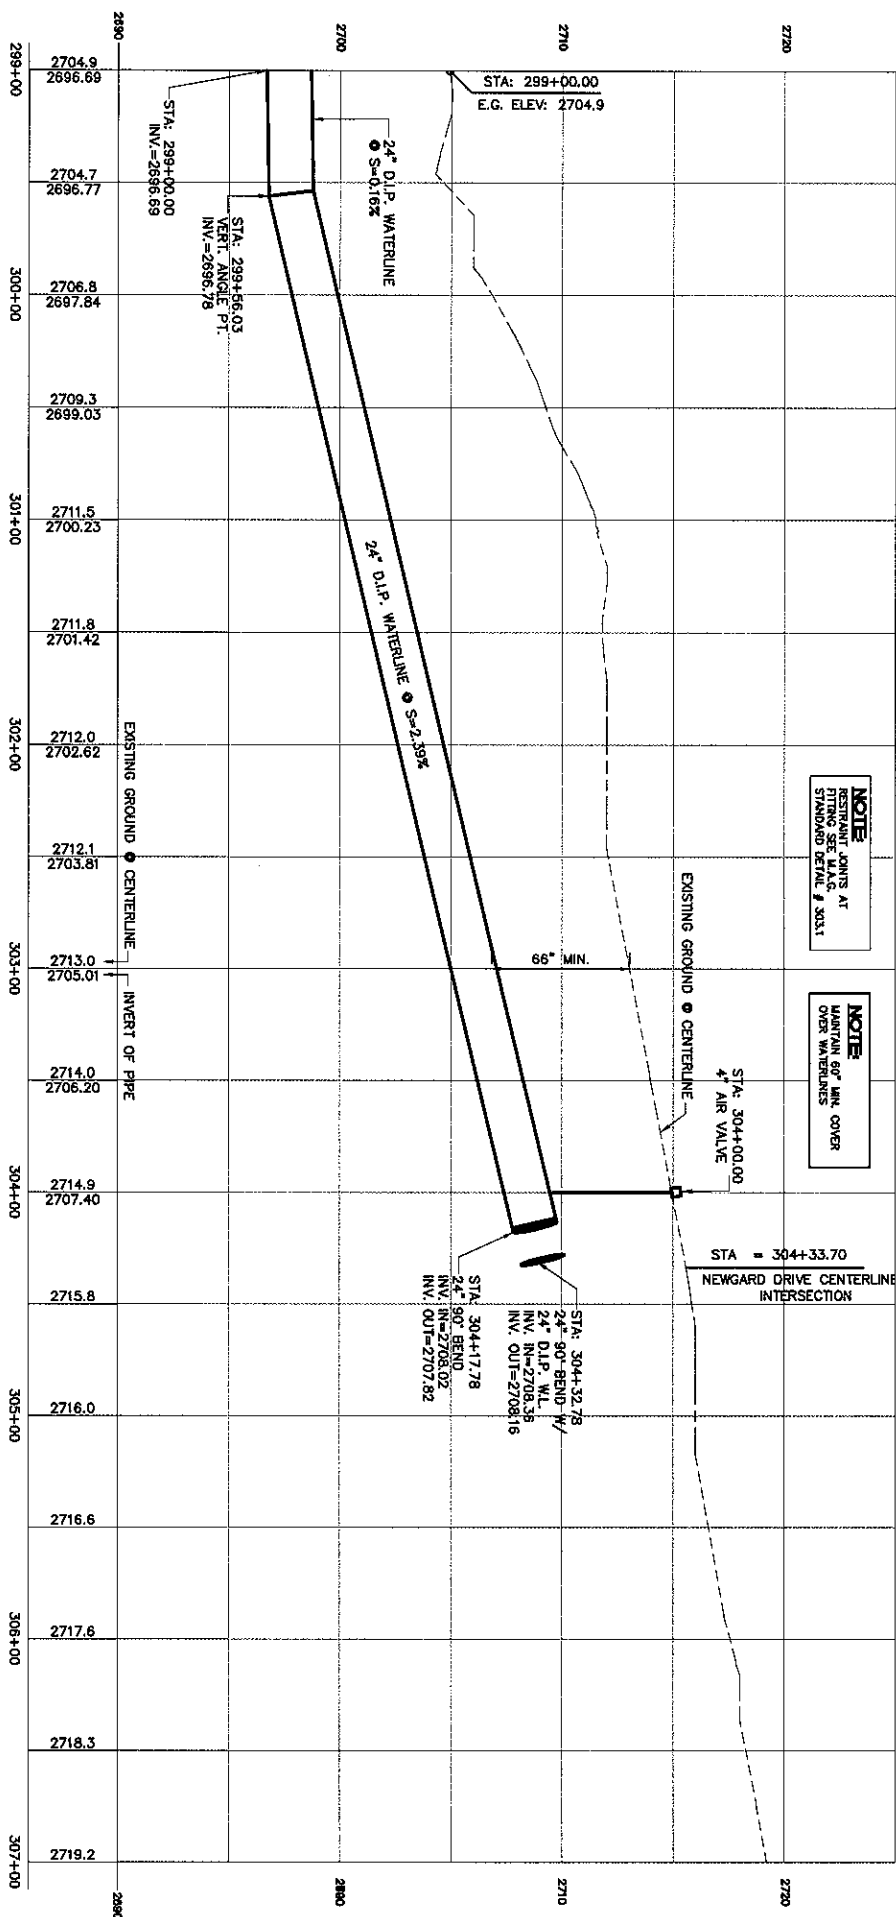 2690
2700
2710
2720
NOTE:
RESTRAINT JOINTS AT
FITTING SEE M.A.G.
STANDARD DETAIL # 303.1
NOTE:
MAINTAIN 60" MIN. COVER
OVER WATERLINES
STA: 299+00.00
E.G. ELEV: 2704.9
24" D.I.P. WATERLINE
@ S=0.16%
STA: 299+00.00
INV.=2696.69
STA: 299+56.03
VERT. ANGLE PT.
INV.=2696.78
24" D.I.P. WATERLINE @ S=2.39%
66" MIN.
EXISTING GROUND @ CENTERLINE
STA: 304+00.00
4" AIR VALVE
STA = 304+33.70
NEWGARD DRIVE CENTERLINE
INTERSECTION
STA: 304+32.78
24" 90° BEND W/
24" D.I.P. W.L.
INV. IN=2708.38
INV. OUT=2708.16
STA: 304+17.78
24" 90° BEND
INV. IN=2708.02
INV. OUT=2707.82
EXISTING GROUND @ CENTERLINE
INVERT OF PIPE
2704.9
2696.69
2704.7
2696.77
2706.8
2697.84
2709.3
2699.03
2711.5
2700.23
2711.8
2701.42
2712.0
2702.62
2712.1
2703.81
2713.0
2705.01
2714.0
2706.20
2714.9
2707.40
2715.8
2716.0
2716.6
2717.6
2718.3
2719.2
299+00
300+00
301+00
302+00
303+00
304+00
305+00
306+00
307+00
2690
2710
2720